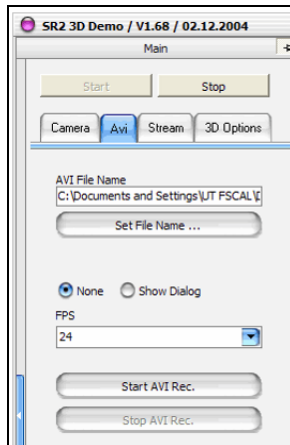 SR2 3D Demo / V1.68 / 02.12.2004
Main
Start Stop
Camera Avi Stream 3D Options
AVI File Name
C:\Documents and Settings\UT FSCAL\
Set File Name ...
None Show Dialog
FPS
24
Start AVI Rec.
Stop AVI Rec.